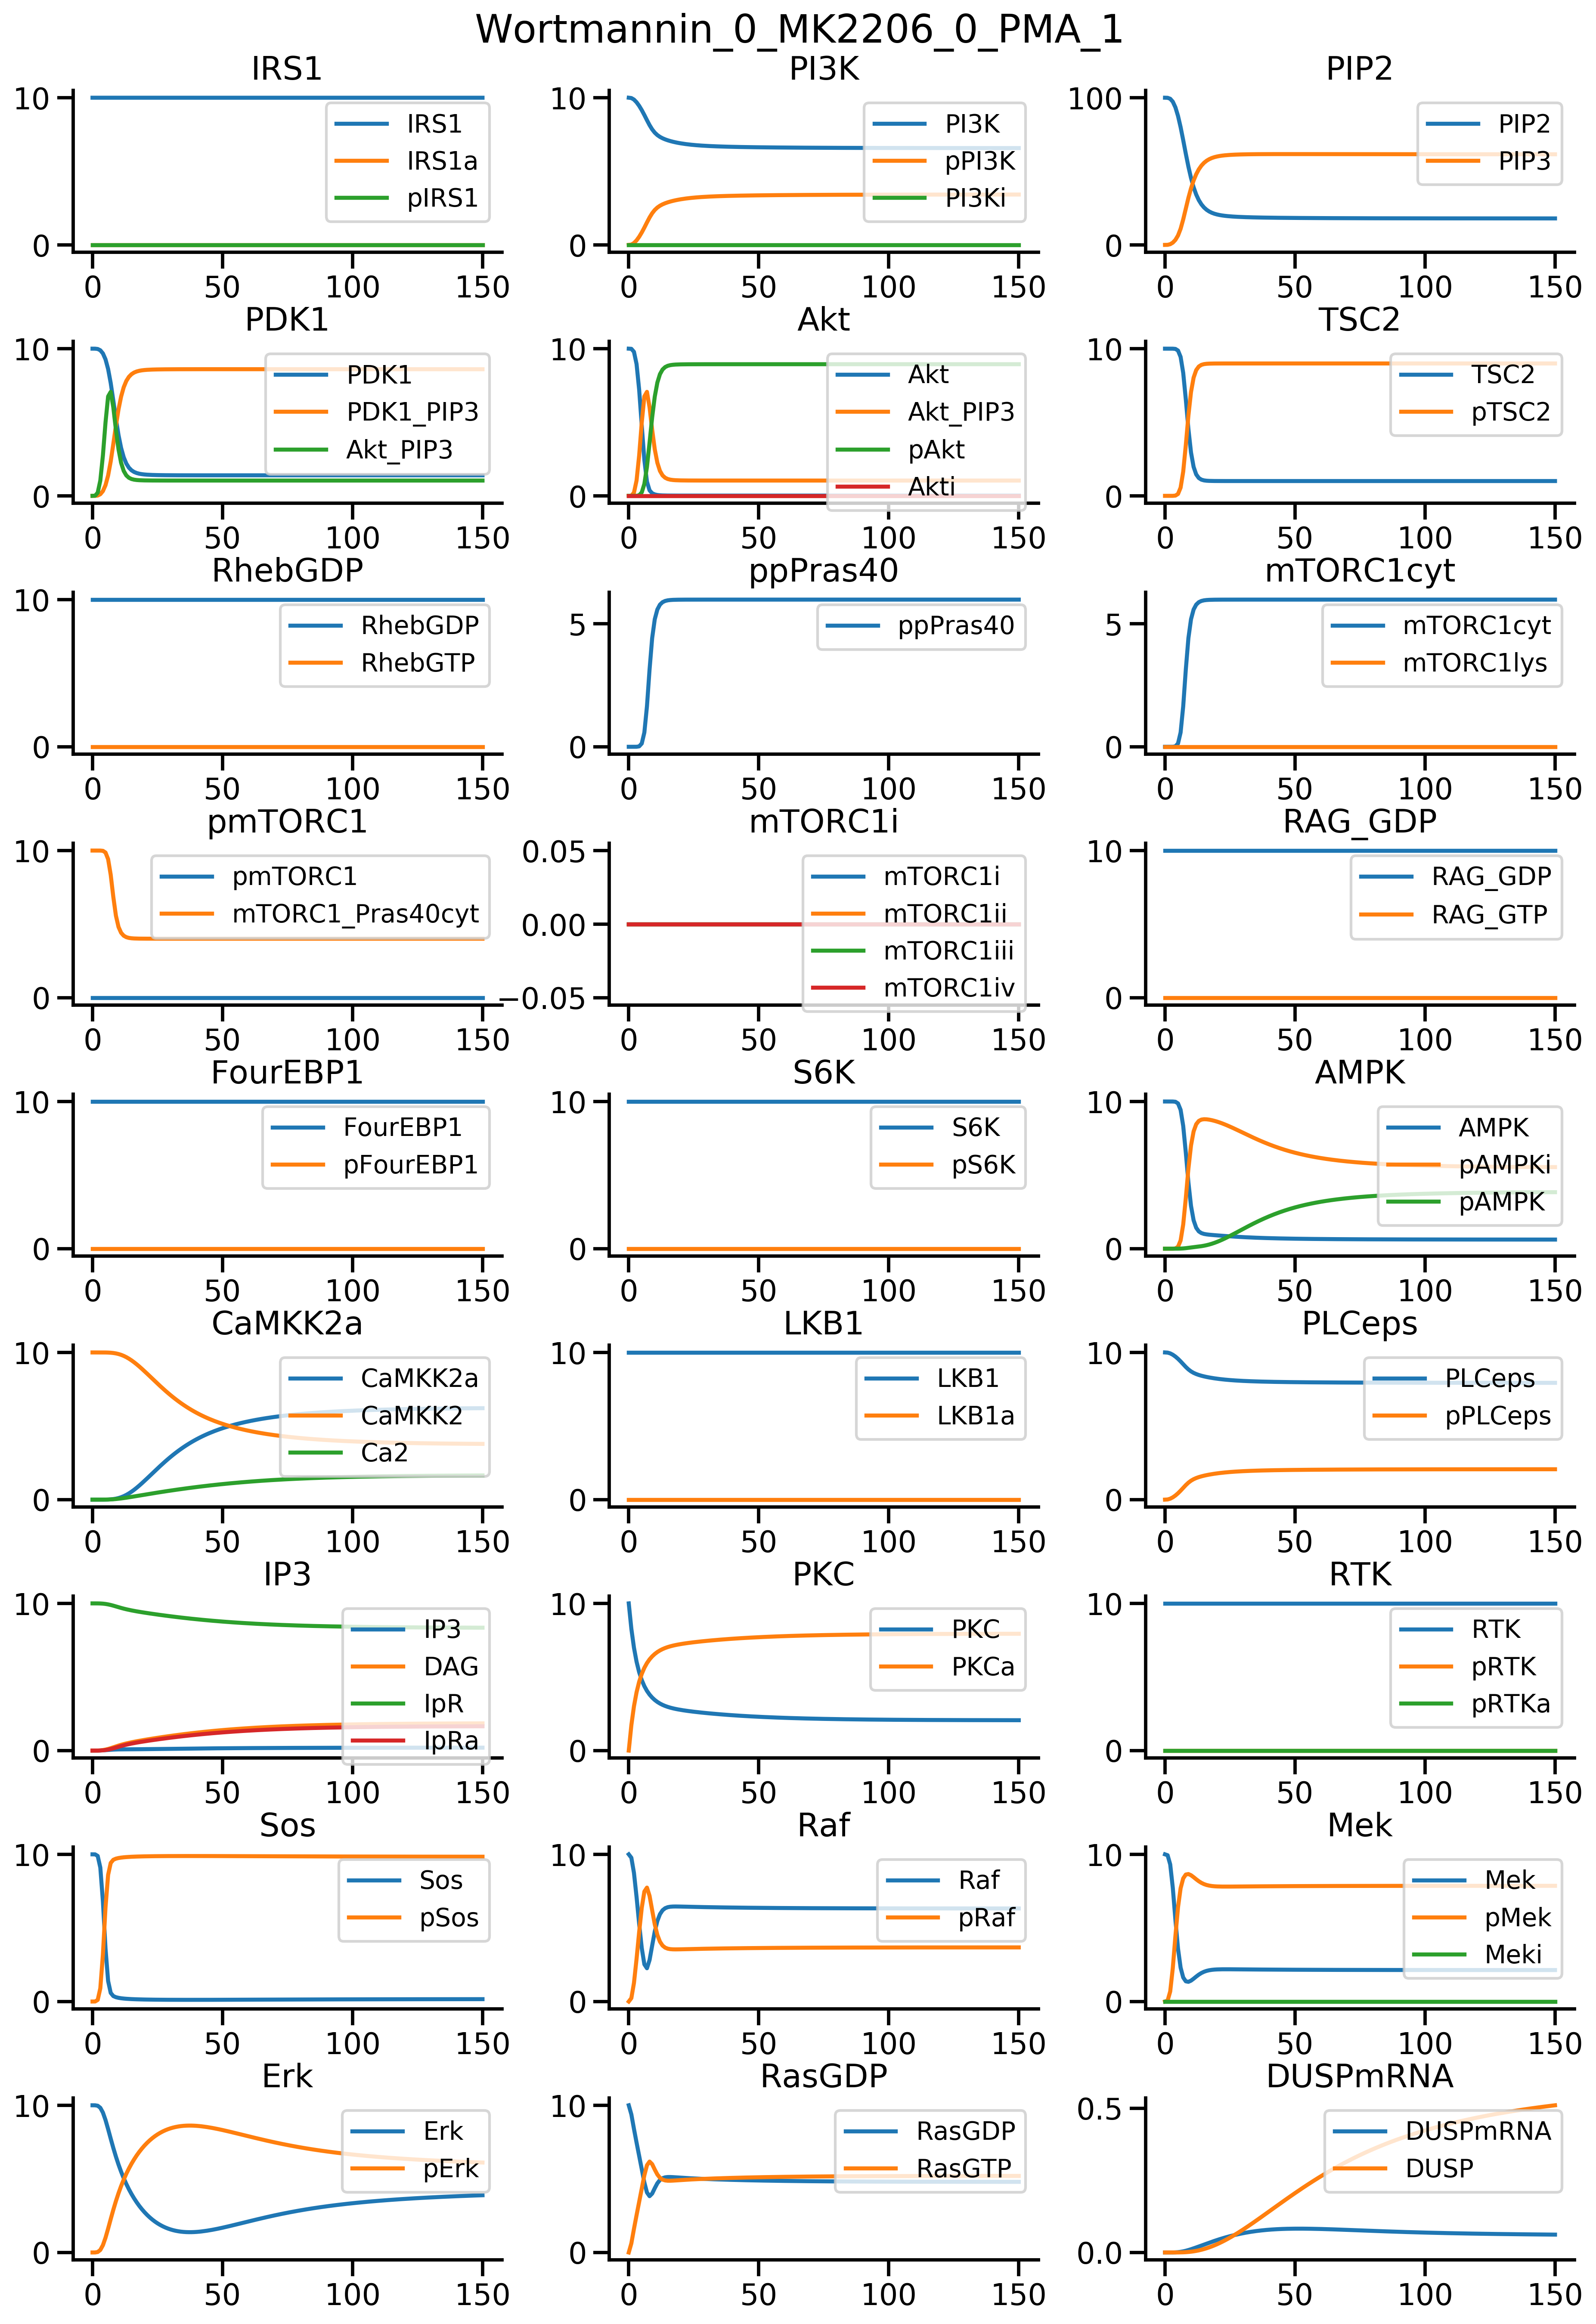 Wortmannin_0_MK2206_0_PMA_1
IRS1
10
0
0 50 100 150
IRS1
IRS1a
pIRS1
PI3K
10
0
0 50 100 150
PI3K
pPI3K
PI3Ki
PIP2
100
0
0 50 100 150
PIP2
PIP3
PDK1
10
0
0 50 100 150
PDK1
PDK1_PIP3
Akt_PIP3
Akt
10
0
0 50 100 150
Akt
Akt_PIP3
pAkt
Akti
TSC2
10
0
0 50 100 150
TSC2
pTSC2
RhebGDP
10
0
0 50 100 150
RhebGDP
RhebGTP
ppPras40
5
0
0 50 100 150
ppPras40
mTORC1cyt
5
0
0 50 100 150
mTORC1cyt
mTORC1lys
pmTORC1
10
0
0 50 100 150
pmTORC1
mTORC1_Pras40cyt
mTORC1i
0.05
0.00
−0.05
0 50 100 150
mTORC1i
mTORC1ii
mTORC1iii
mTORC1iv
RAG_GDP
10
0
0 50 100 150
RAG_GDP
RAG_GTP
FourEBP1
10
0
0 50 100 150
FourEBP1
pFourEBP1
S6K
10
0
0 50 100 150
S6K
pS6K
AMPK
10
0
0 50 100 150
AMPK
pAMPKi
pAMPK
CaMKK2a
10
0
0 50 100 150
CaMKK2a
CaMKK2
Ca2
LKB1
10
0
0 50 100 150
LKB1
LKB1a
PLCeps
10
0
0 50 100 150
PLCeps
pPLCeps
IP3
10
0
0 50 100 150
IP3
DAG
IpR
IpRa
PKC
10
0
0 50 100 150
PKC
PKCa
RTK
10
0
0 50 100 150
RTK
pRTK
pRTKa
Sos
10
0
0 50 100 150
Sos
pSos
Raf
10
0
0 50 100 150
Raf
pRaf
Mek
10
0
0 50 100 150
Mek
pMek
Meki
Erk
10
0
0 50 100 150
Erk
pErk
RasGDP
10
0
0 50 100 150
RasGDP
RasGTP
DUSPmRNA
0.5
0.0
0 50 100 150
DUSPmRNA
DUSP